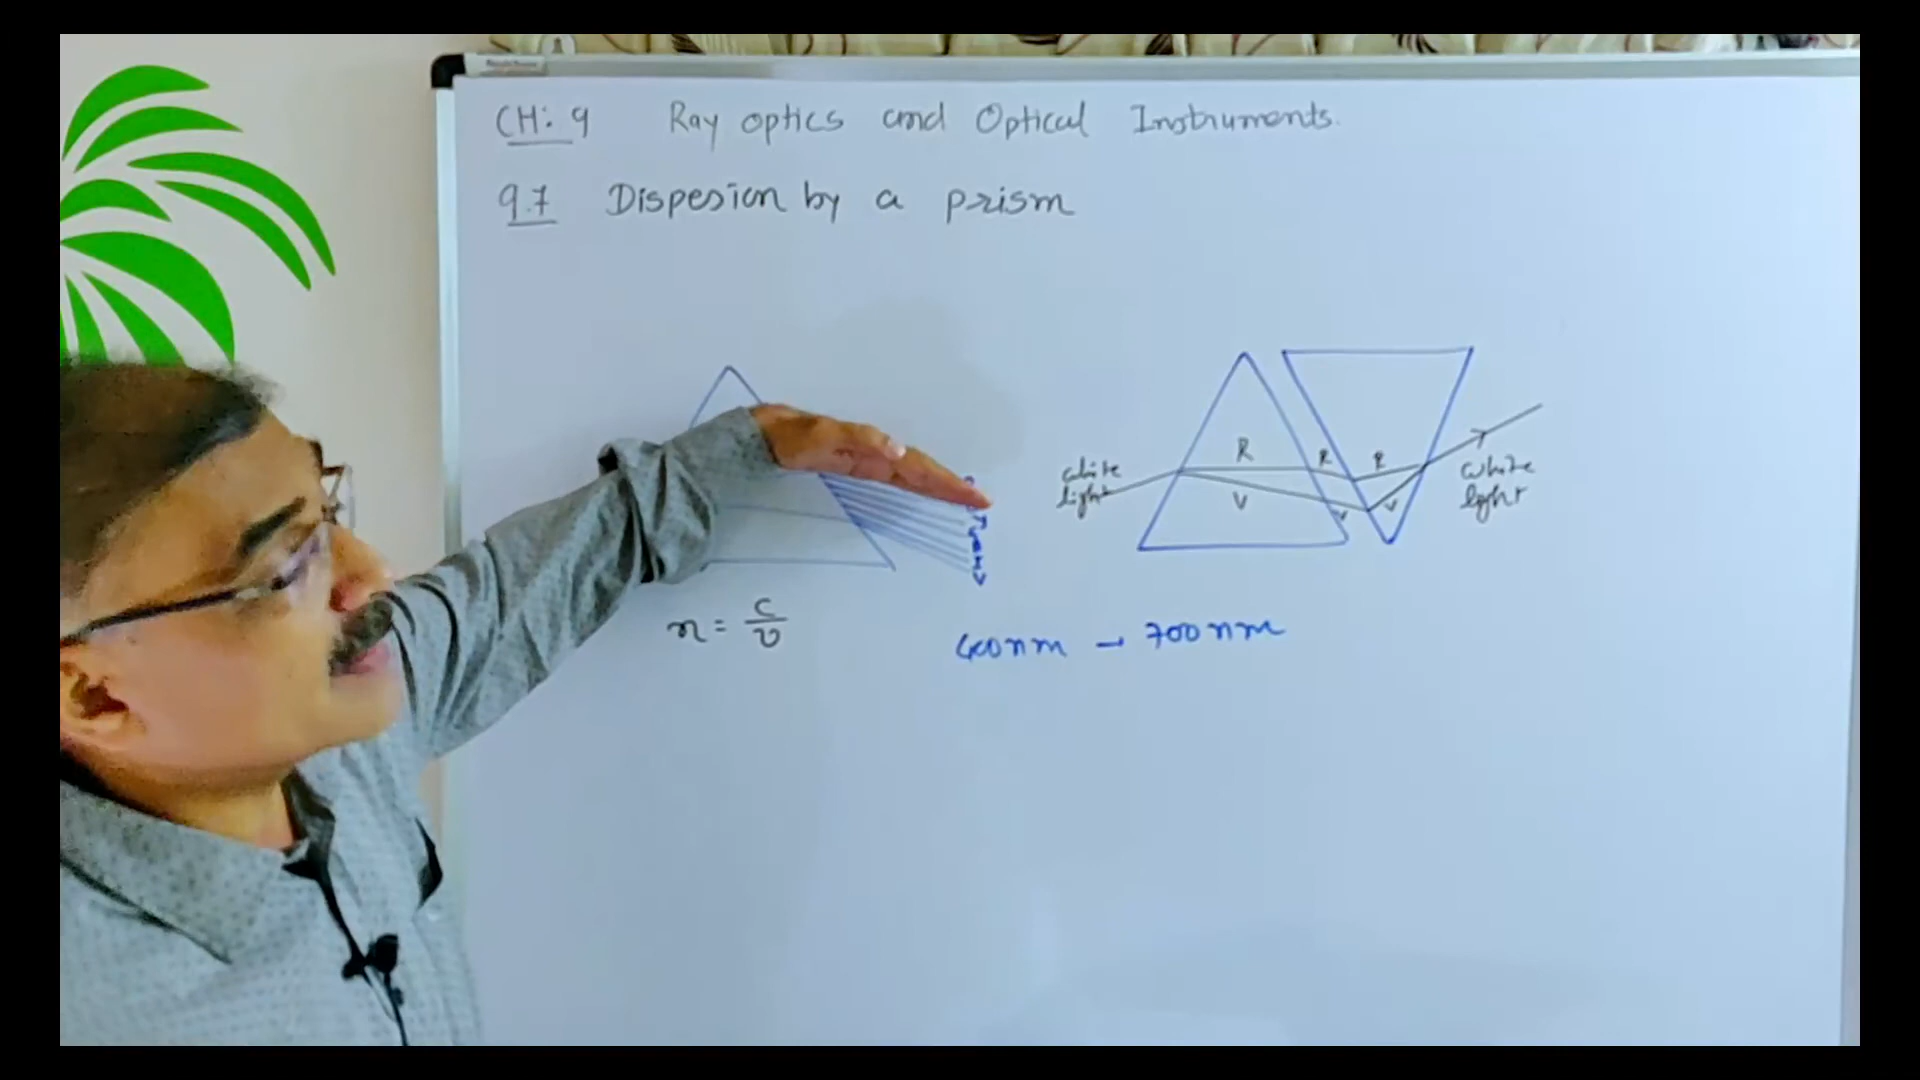 CH: 9 Ray optics and Optical Instruments.
9.7 Dispesion by a prism
R
R
R
white
light
V
V
V
white
light
Y
G
B
I
V
n = c/v
400nm - 700nm